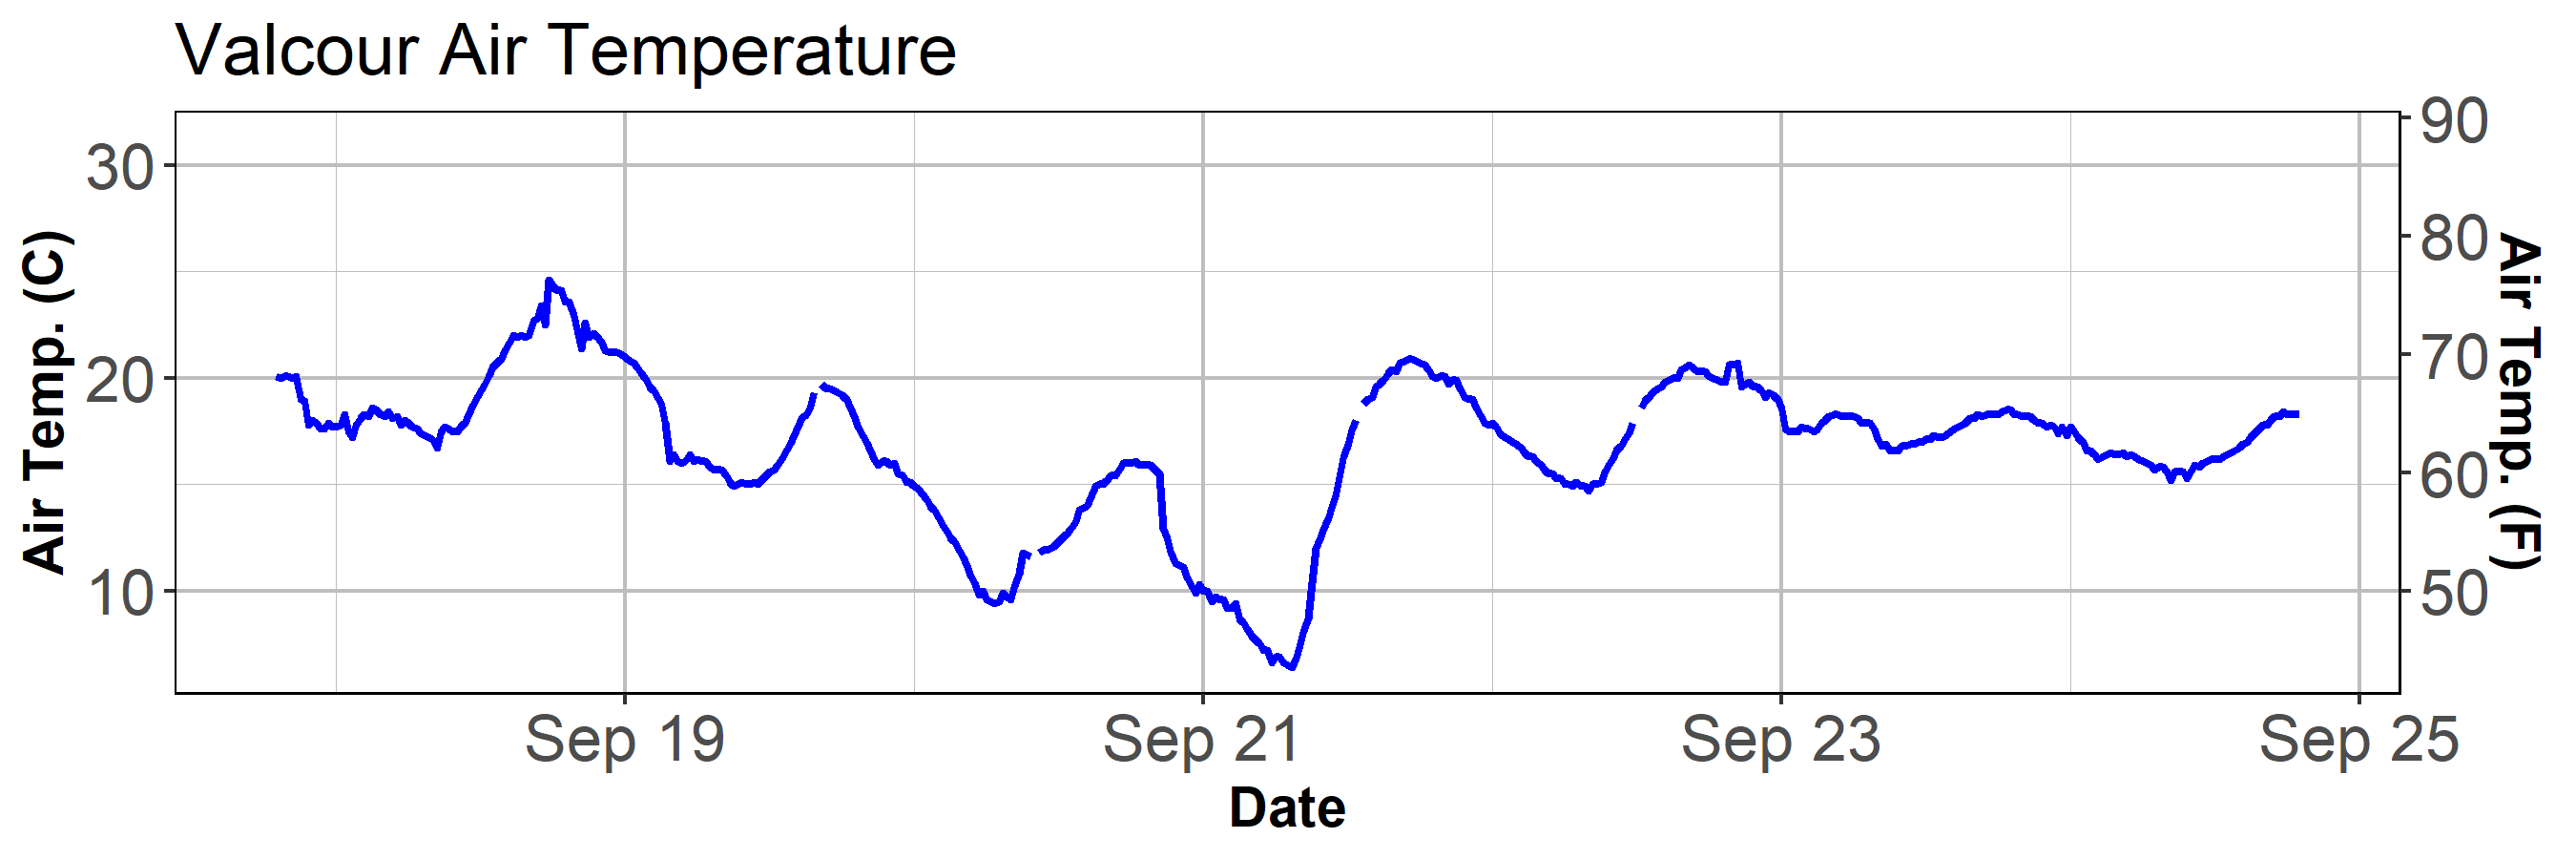 Valcour Air Temperature
Air Temp. (C)
30
20
10
90
80
70
60
50
Air Temp. (F)
Sep 19
Sep 21
Sep 23
Sep 25
Date